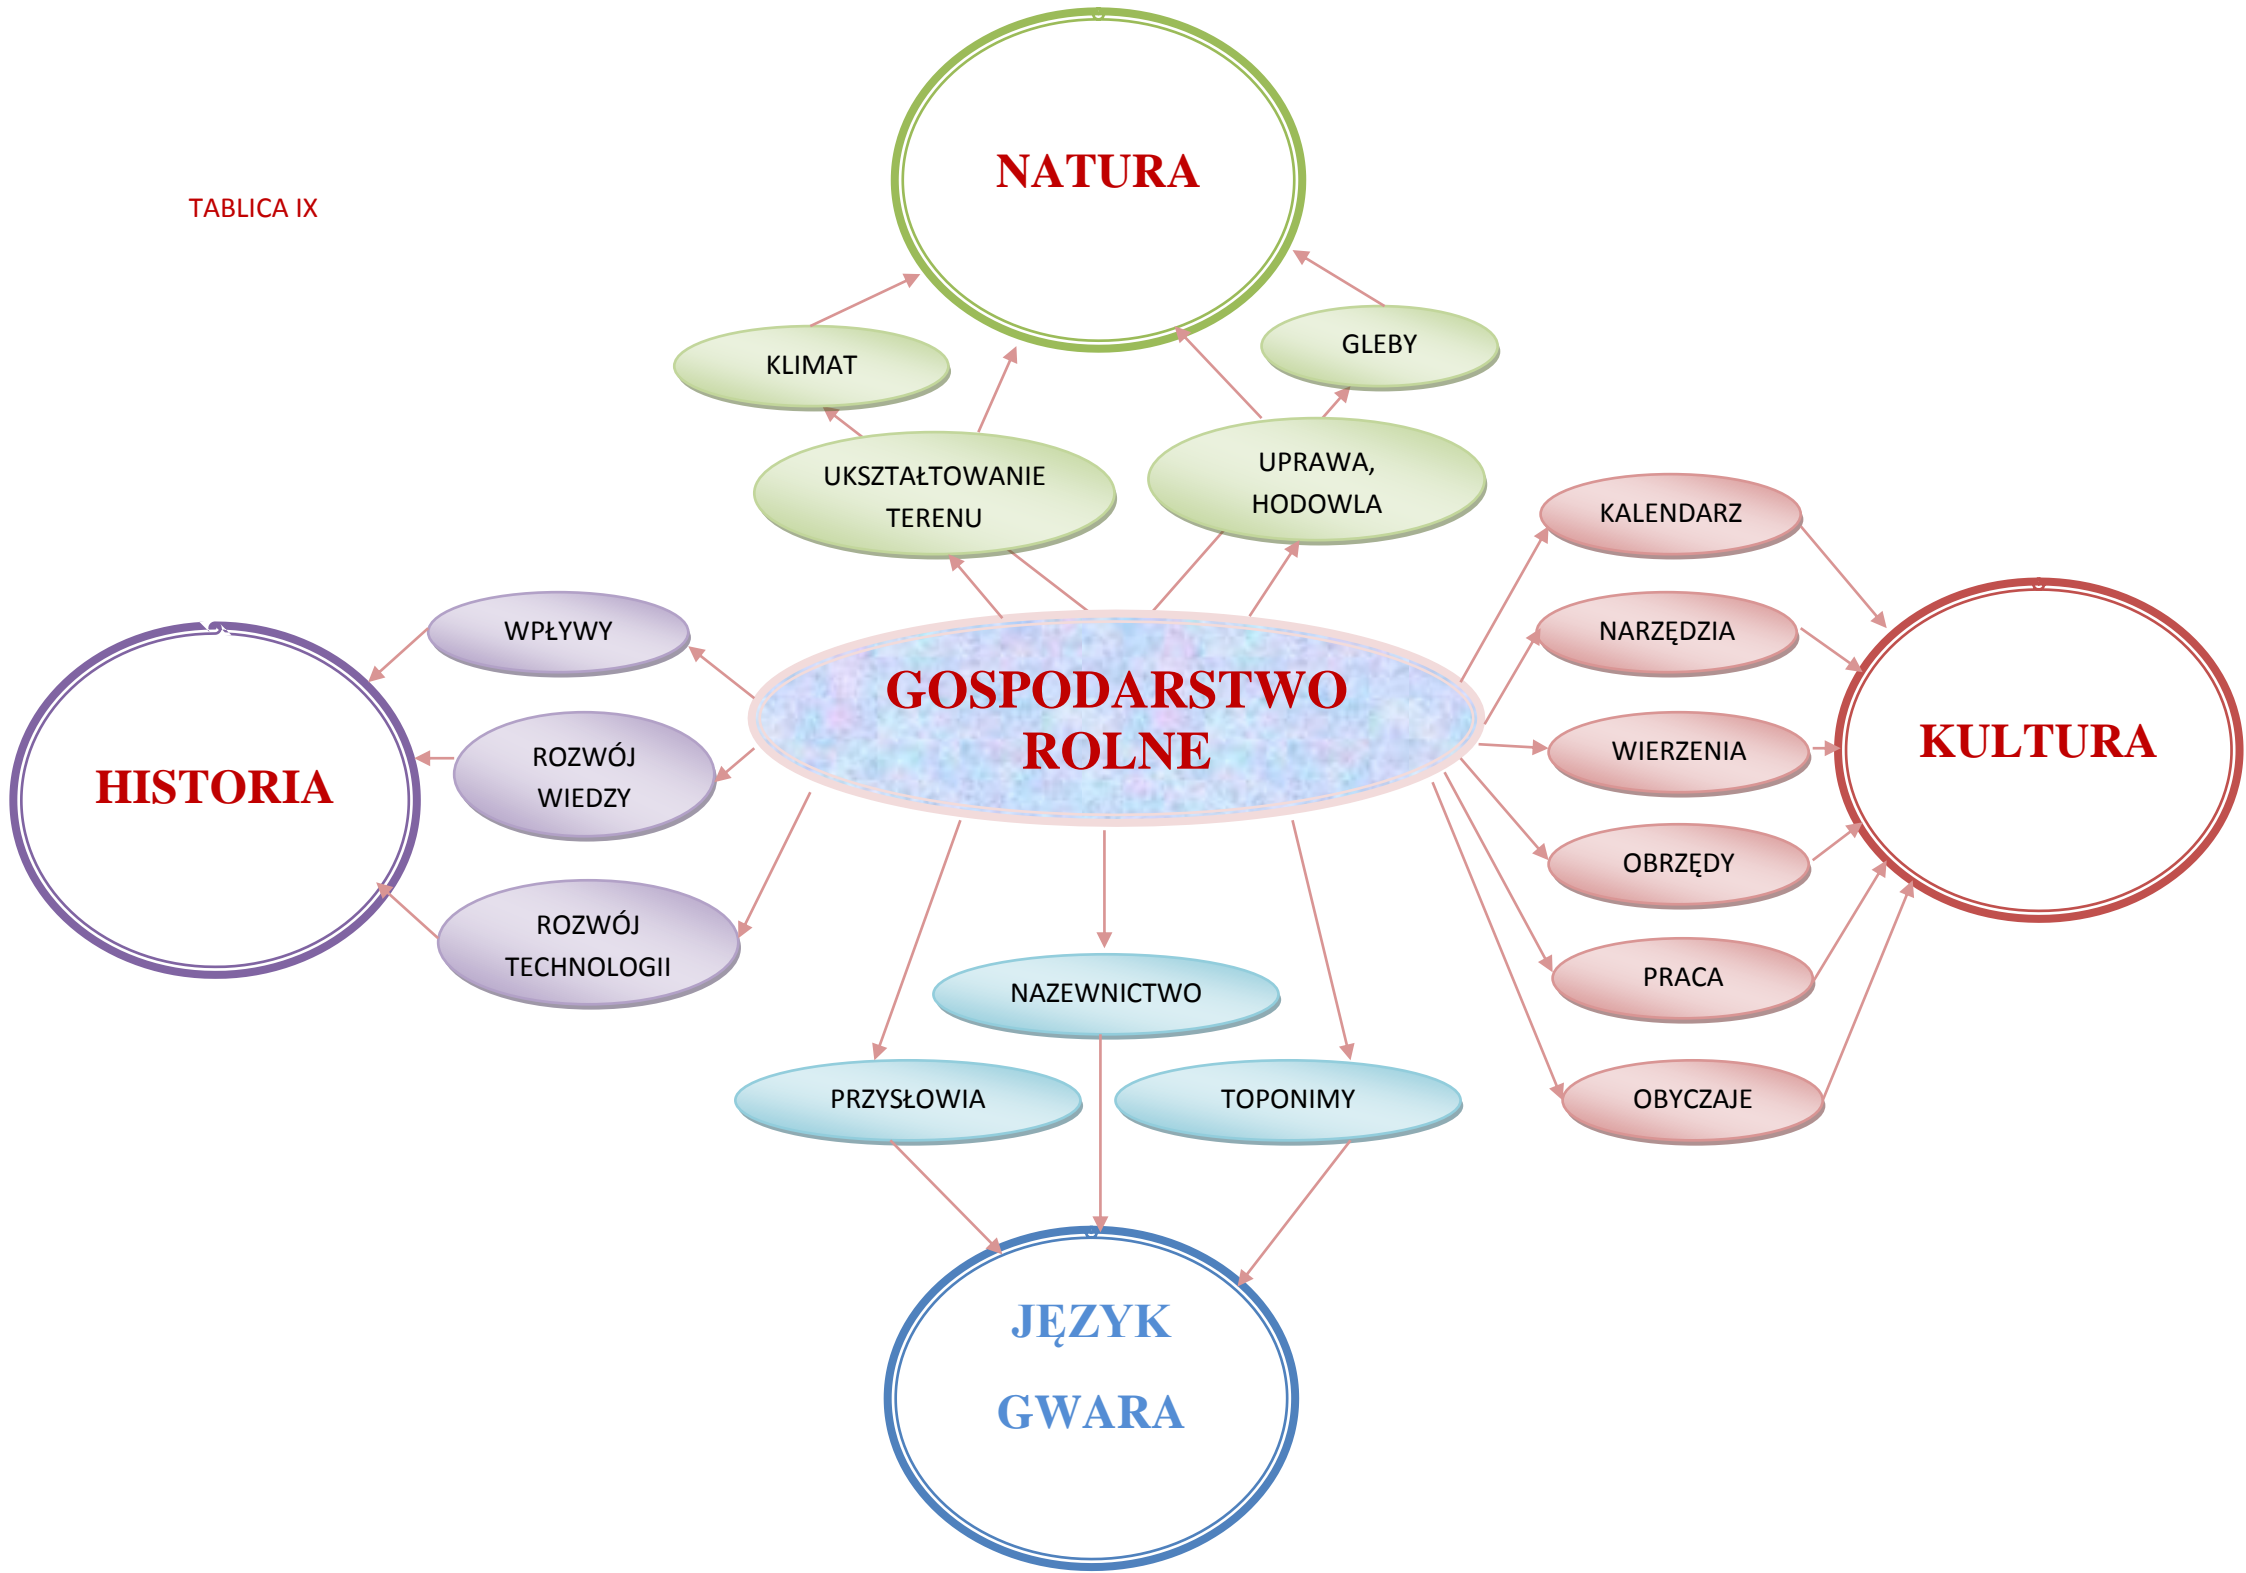 NATURA
TABLICA IX
GLEBY
KLIMAT
UPRAWA,
HODOWLA
UKSZTAŁTOWANIE
TERENU
KALENDARZ
WPŁYWY
NARZĘDZIA
GOSPODARSTWO
ROLNE
WIERZENIA
KULTURA
ROZWÓJ
WIEDZY
HISTORIA
OBRZĘDY
ROZWÓJ
TECHNOLOGII
PRACA
NAZEWNICTWO
PRZYSŁOWIA
TOPONIMY
OBYCZAJE
JĘZYK
GWARA